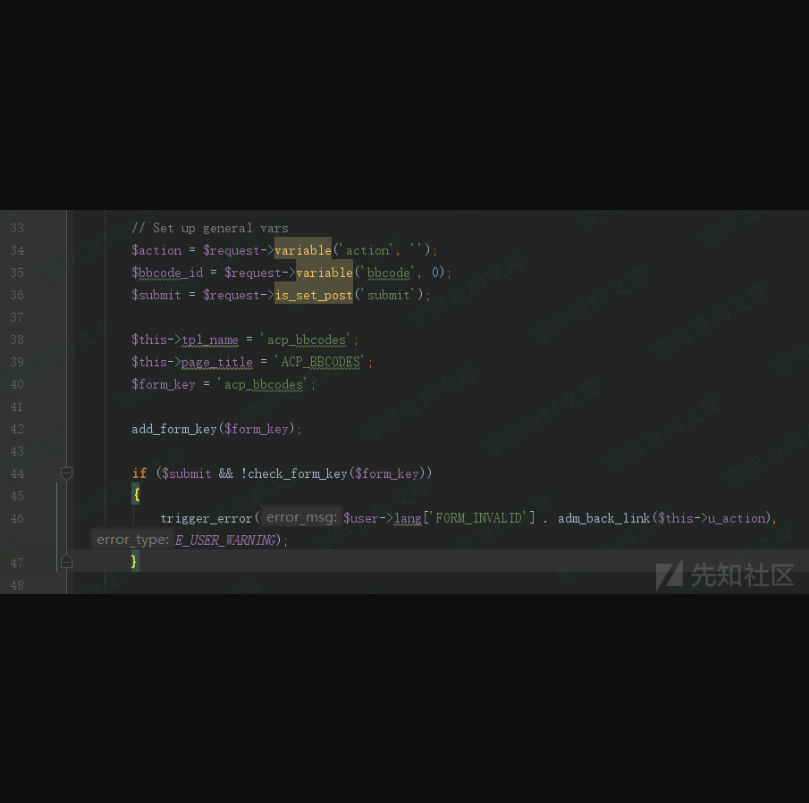 33 // Set up general vars
34 $action = $request->variable('action', '');
35 $bbcode_id = $request->variable('bbcode', 0);
36 $submit = $request->is_set_post('submit');
37
38 $this->tpl_name = 'acp_bbcodes';
39 $this->page_title = 'ACP_BBCODES';
40 $form_key = 'acp_bbcodes';
41
42 add_form_key($form_key);
43
44 if ($submit && !check_form_key($form_key))
45 {
46 trigger_error( error_msg: $user->lang['FORM_INVALID'] . adm_back_link($this->u_action),
error_type: E_USER_WARNING);
47 }
48
先知社区